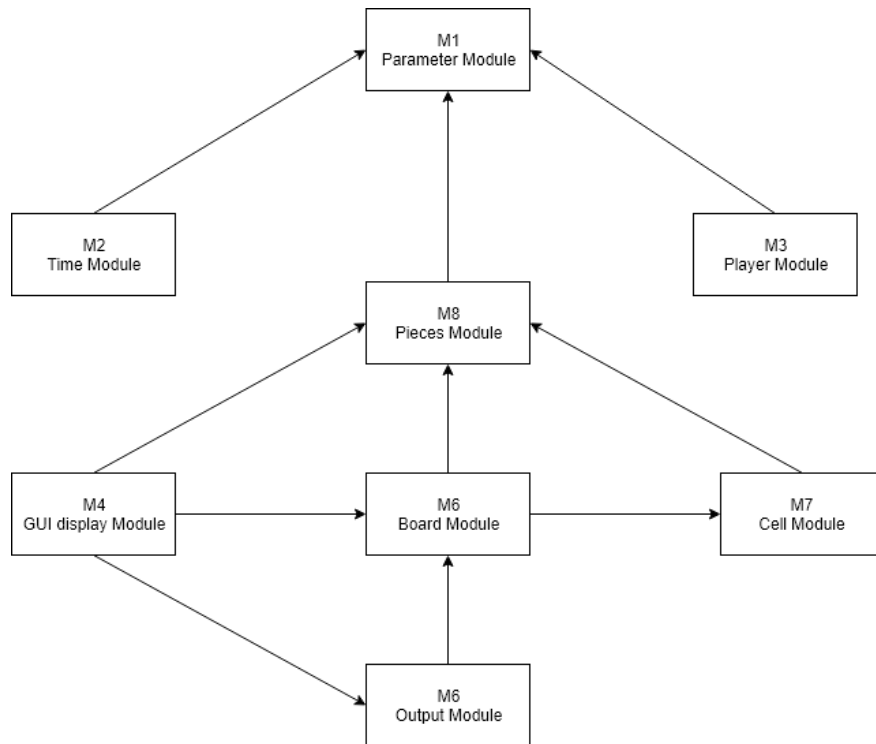 M1
Parameter Module
M2
Time Module
M3
Player Module
M8
Pieces Module
M4
GUI display Module
M6
Board Module
M7
Cell Module
M6
Output Module